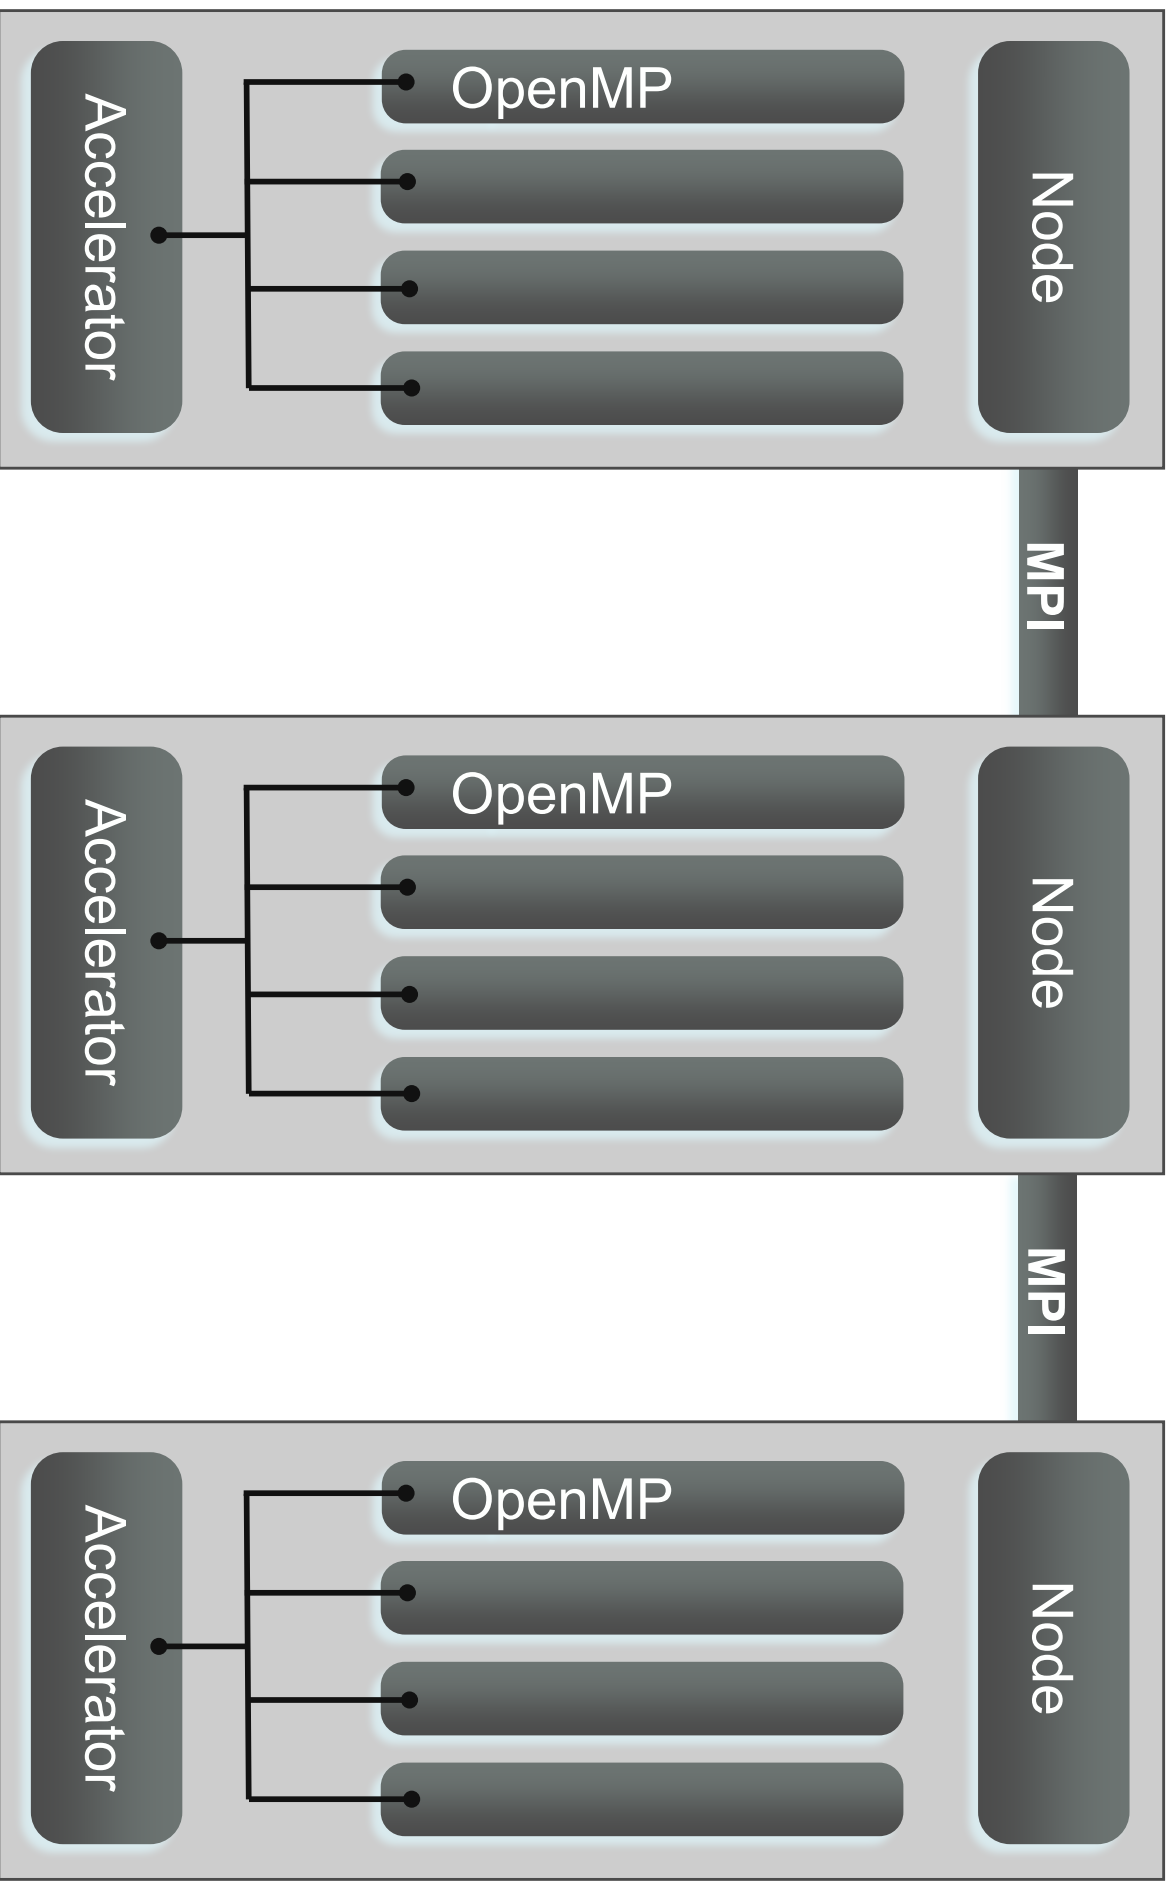 Accelerator
OpenMP
Node
MPI
Accelerator
OpenMP
Node
MPI
Accelerator
OpenMP
Node